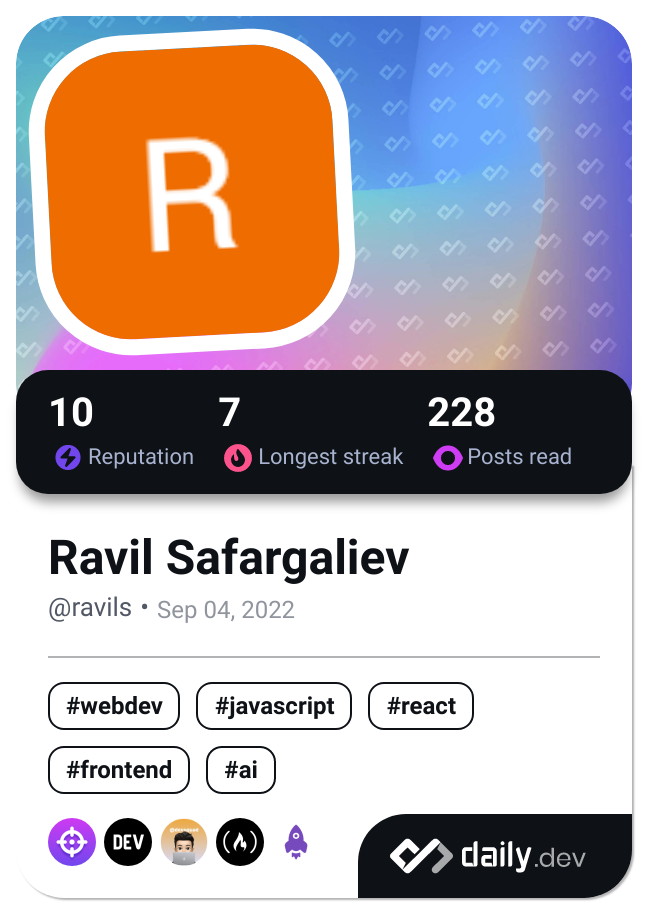 R
10 7 228
Reputation Longest streak Posts read
Ravil Safargaliev
@ravils • Sep 04, 2022
#webdev #javascript #react
#frontend #ai
DEV
daily.dev